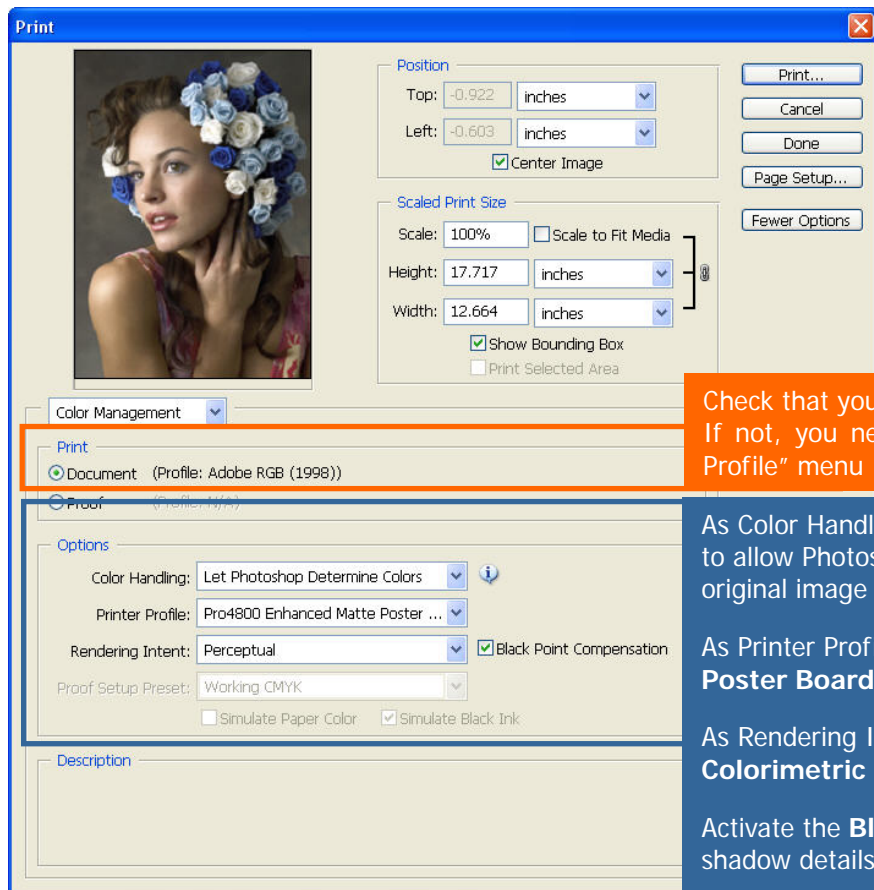 Print
Position
Top: -0.922 inches
Left: -0.603 inches
Center Image
Print...
Cancel
Done
Page Setup...
Fewer Options
Scaled Print Size
Scale: 100% Scale to Fit Media
Height: 17.717 inches
Width: 12.664 inches
Show Bounding Box
Print Selected Area
Color Management
Print
Document (Profile: Adobe RGB (1998))
Proof (Profile: N/A)
Options
Color Handling: Let Photoshop Determine Colors
Printer Profile: Pro4800 Enhanced Matte Poster ...
Rendering Intent: Perceptual Black Point Compensation
Proof Setup Preset: Working CMYK
Simulate Paper Color Simulate Black Ink
Description
Check that you
If not, you ne
Profile" menu
As Color Handl
to allow Photos
original image
As Printer Prof
Poster Board
As Rendering I
Colorimetric
Activate the Bl
shadow details